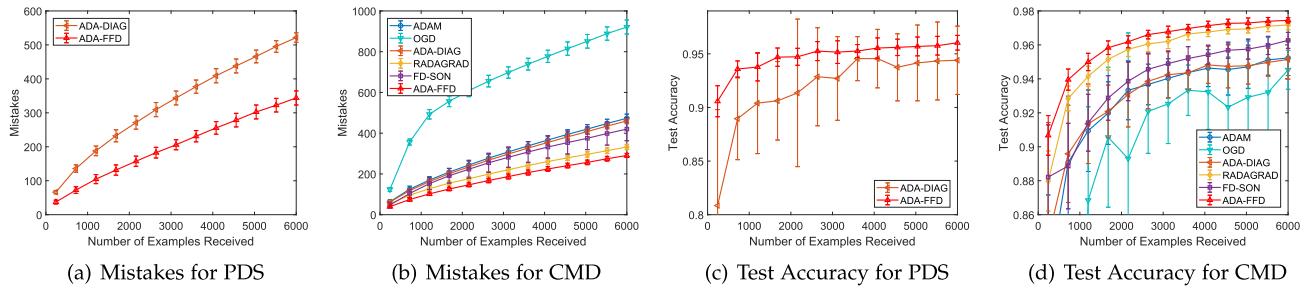 600
500
400
300
200
100
0
Mistakes
0 1000 2000 3000 4000 5000 6000
Number of Examples Received
ADA-DIAG
ADA-FFD
(a) Mistakes for PDS
1000
800
600
400
200
0
Mistakes
0 1000 2000 3000 4000 5000 6000
Number of Examples Received
ADAM
OGD
ADA-DIAG
RADAGRAD
FD-SON
ADA-FFD
(b) Mistakes for CMD
0.95
0.9
0.85
0.8
Test Accuracy
0 1000 2000 3000 4000 5000 6000
Number of Examples Received
ADA-DIAG
ADA-FFD
(c) Test Accuracy for PDS
0.98
0.96
0.94
0.92
0.9
0.88
0.86
Test Accuracy
0 1000 2000 3000 4000 5000 6000
Number of Examples Received
ADAM
OGD
ADA-DIAG
RADAGRAD
FD-SON
ADA-FFD
(d) Test Accuracy for CMD